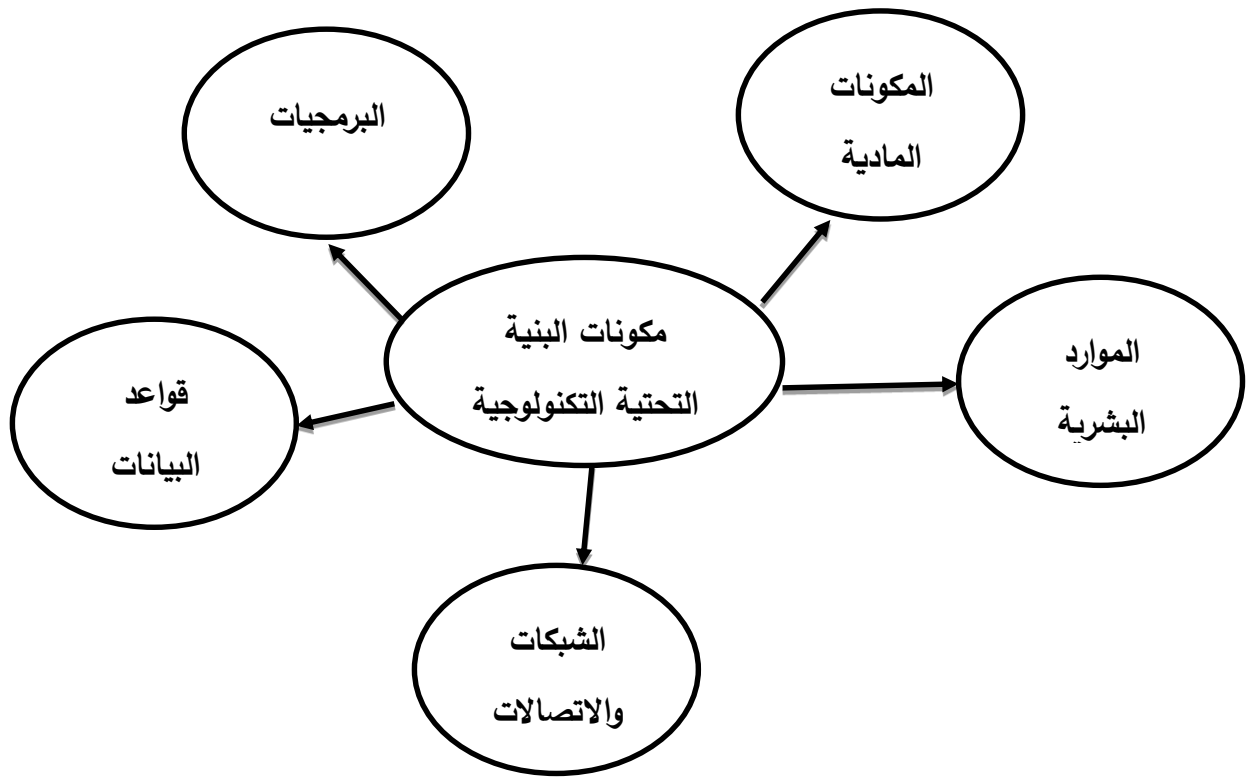 المكونات
المادية
البرمجيات
مكونات البنية
التحتية التكنولوجية
الموارد
البشرية
قواعد
البيانات
الشبكات
والاتصالات